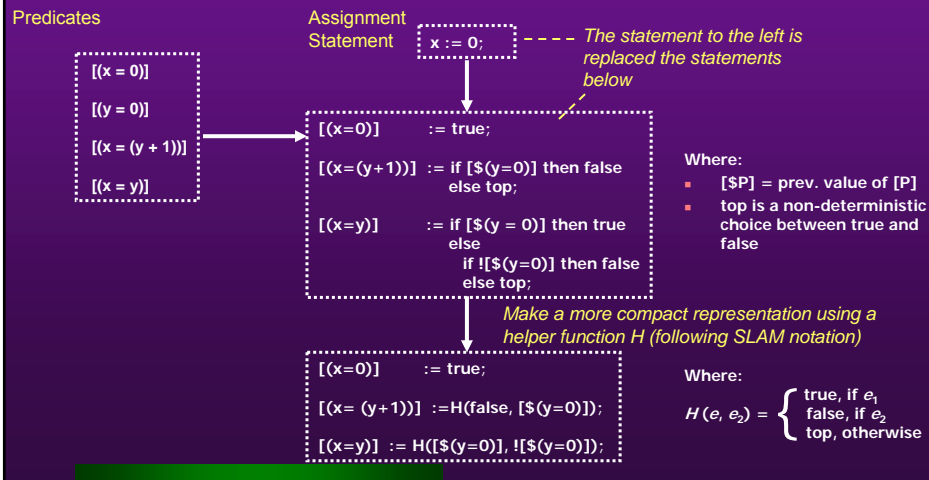 Predicates
Assignment
Statement
x := 0;
The statement to the left is
replaced the statements
below
[(x = 0)]
[(y = 0)]
[(x = (y + 1))]
[(x = y)]
[(x=0)] := true;
[(x=(y+1))] := if [$(y=0)] then false
else top;
[(x=y)] := if [$(y = 0)] then true
else
if ![$(y=0)] then false
else top;
Where:
[$P] = prev. value of [P]
top is a non-deterministic
choice between true and
false
Make a more compact representation using a
helper function H (following SLAM notation)
[(x=0)] := true;
[(x= (y+1))] :=H(false, [$(y=0)]);
[(x=y)] := H([$(y=0)], ![$(y=0)]);
Where:
H (e, e₂) = { true, if e₁
false, if e₂
top, otherwise